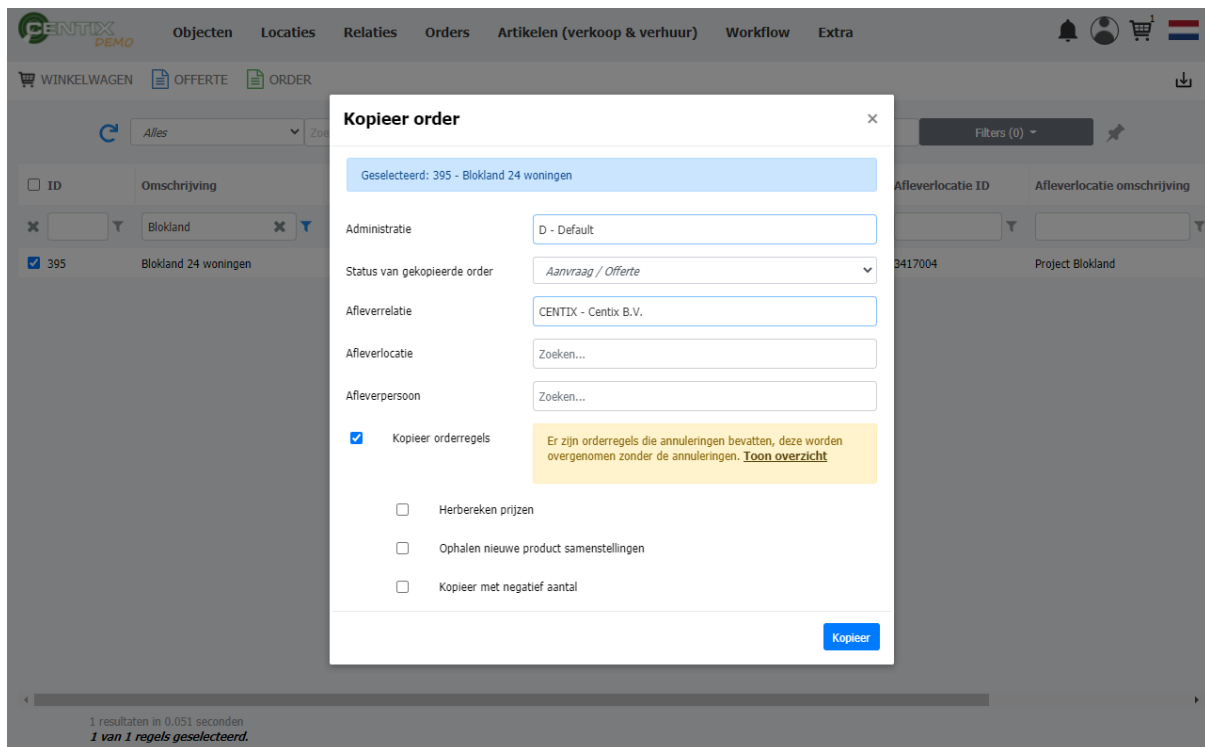 CENTIX
DEMO
Objecten Locaties Relaties Orders Artikelen (verkoop & verhuur) Workflow Extra
1
WINKELWAGEN OFFERTE ORDER
Kopieer order ×
Alles Zoe Filters (0)
Geselecteerd: 395 - Blokland 24 woningen
ID Omschrijving Afleverlocatie ID Afleverlocatie omschrijving
Blokland
Administratie D - Default
395 Blokland 24 woningen 3417004 Project Blokland
Status van gekopieerde order Aanvraag / Offerte
Afleverrelatie CENTIX - Centix B.V.
Afleverlocatie Zoeken...
Afleverpersoon Zoeken...
Kopieer orderregels
Er zijn orderregels die annuleringen bevatten, deze worden
overgenomen zonder de annuleringen. Toon overzicht
Herbereken prijzen
Ophalen nieuwe product samenstellingen
Kopieer met negatief aantal
Kopieer
1 resultaten in 0.051 seconden
1 van 1 regels geselecteerd.